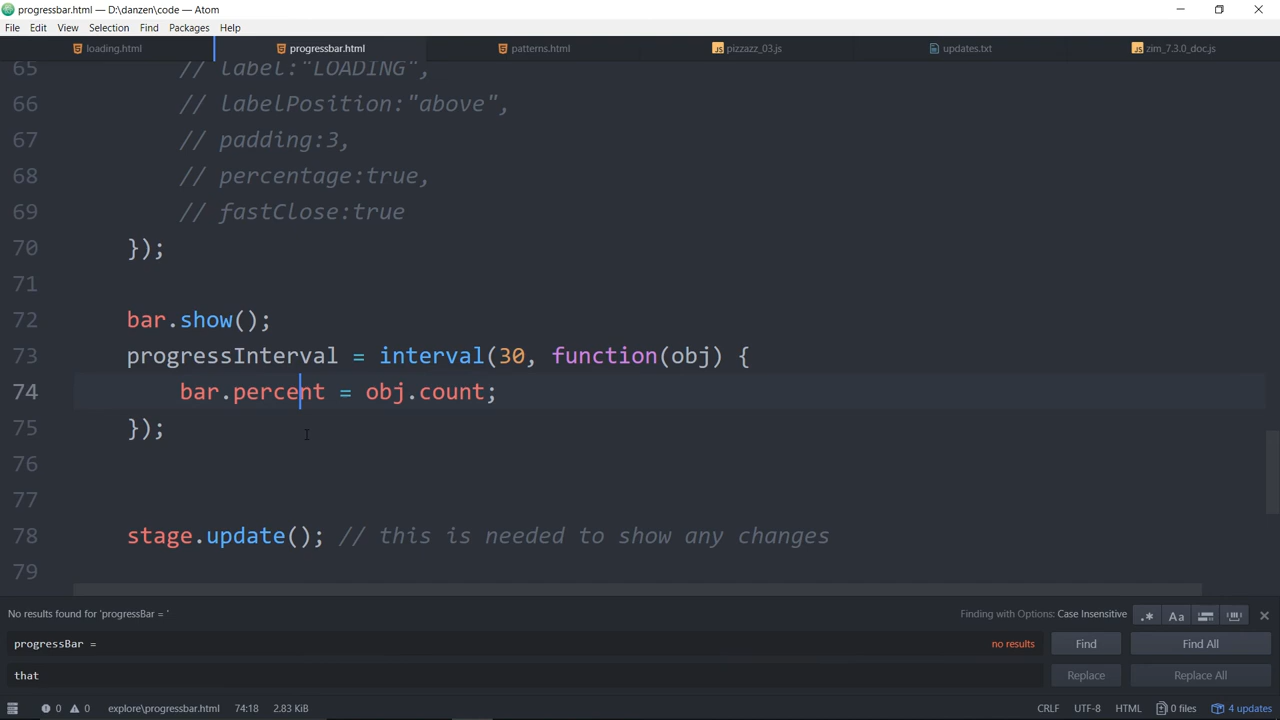 progressbar.html — D:\danzen\code — Atom
File Edit View Selection Find Packages Help
loading.html progressbar.html patterns.html pizzazz_03.js updates.txt zim_7.3.0_doc.js
65 // label:"LOADING",
66 // labelPosition:"above",
67 // padding:3,
68 // percentage:true,
69 // fastClose:true
70 });
71
72 bar.show();
73 progressInterval = interval(30, function(obj) {
74 bar.percent = obj.count;
75 });
76
77
78 stage.update(); // this is needed to show any changes
79
No results found for 'progressBar = ' Finding with Options: Case Insensitive .* Aa
progressBar = no results Find Find All
that Replace Replace All
0 0 explore\progressbar.html 74:18 2.83 KiB CRLF UTF-8 HTML 0 files 4 updates